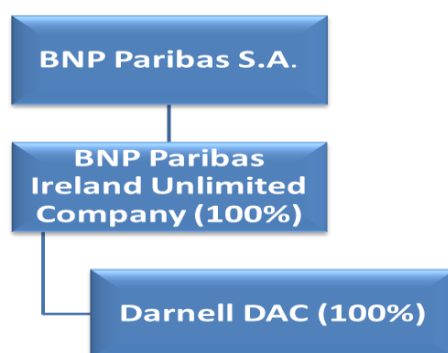 BNP Paribas S.A.
BNP Paribas
Ireland Unlimited
Company (100%)
Darnell DAC (100%)